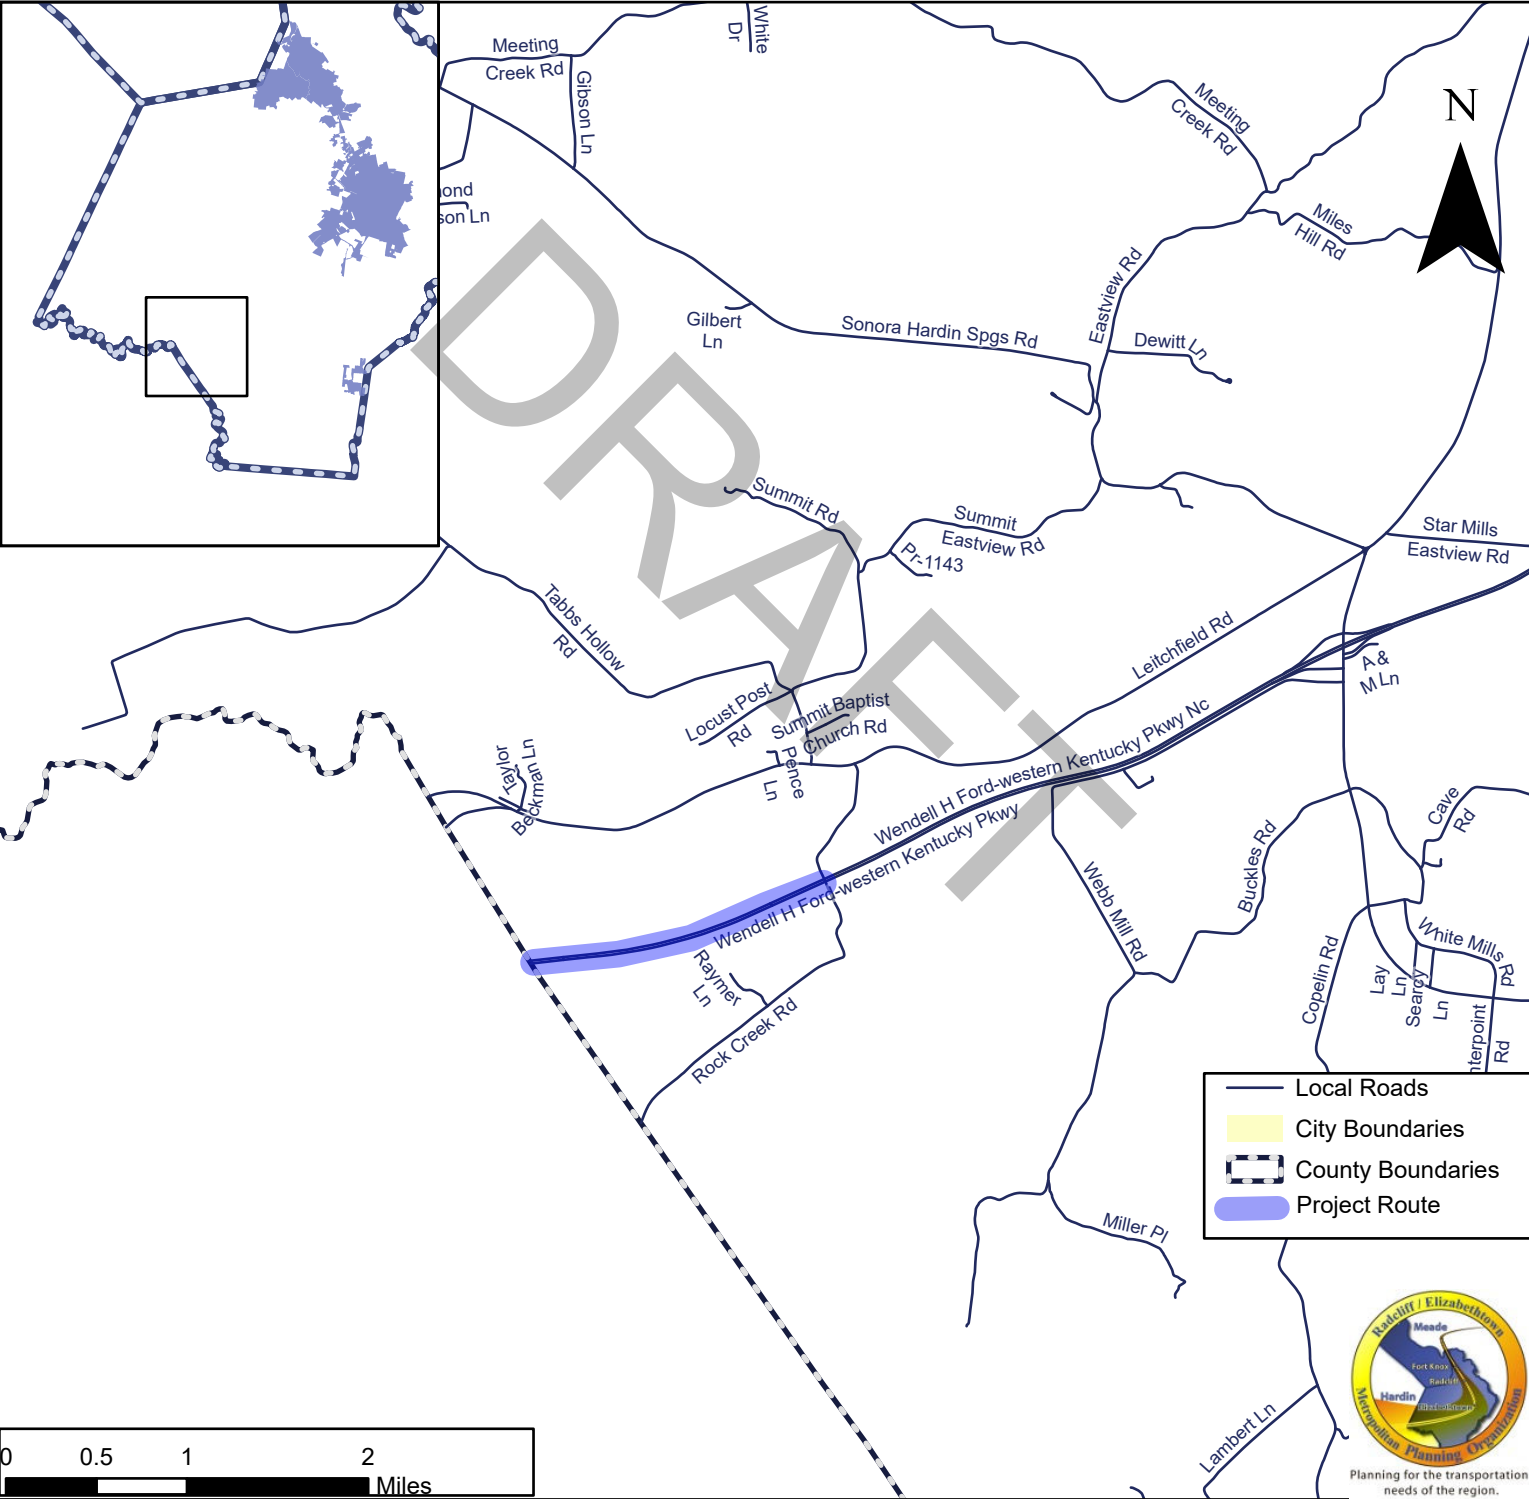 White
Dr
Meeting
Creek Rd
Gibson Ln
Meeting
Creek Rd
N
Miles
Hill Rd
ond
son Ln
Eastview Rd
Gilbert
Ln
Sonora Hardin Spgs Rd
Dewitt Ln
DRAFT
Summit Rd
Summit
Eastview Rd
Pr-1143
Star Mills
Eastview Rd
Tabbs Hollow
Rd
Leitchfield Rd
A &
M Ln
Locust Post
Rd
Summit Baptist
Church Rd
Pence
Ln
Taylor
Beckman Ln
Wendell H Ford-western Kentucky Pkwy Nc
Wendell H Ford-western Kentucky Pkwy
Cave
Rd
Buckles Rd
Webb Mill Rd
White Mills Rd
Copelin Rd
Lay
Ln
Searcy
Ln
nterpoint
Rd
Raymer
Ln
Rock Creek Rd
Local Roads
City Boundaries
County Boundaries
Project Route
Miller Pl
Lambert Ln
0 0.5 1 2
Miles
Radcliff / Elizabethtown
Meade
Fort Knox
Radcliff
Hardin
Elizabethtown
Metropolitan Planning Organization
Planning for the transportation
needs of the region.